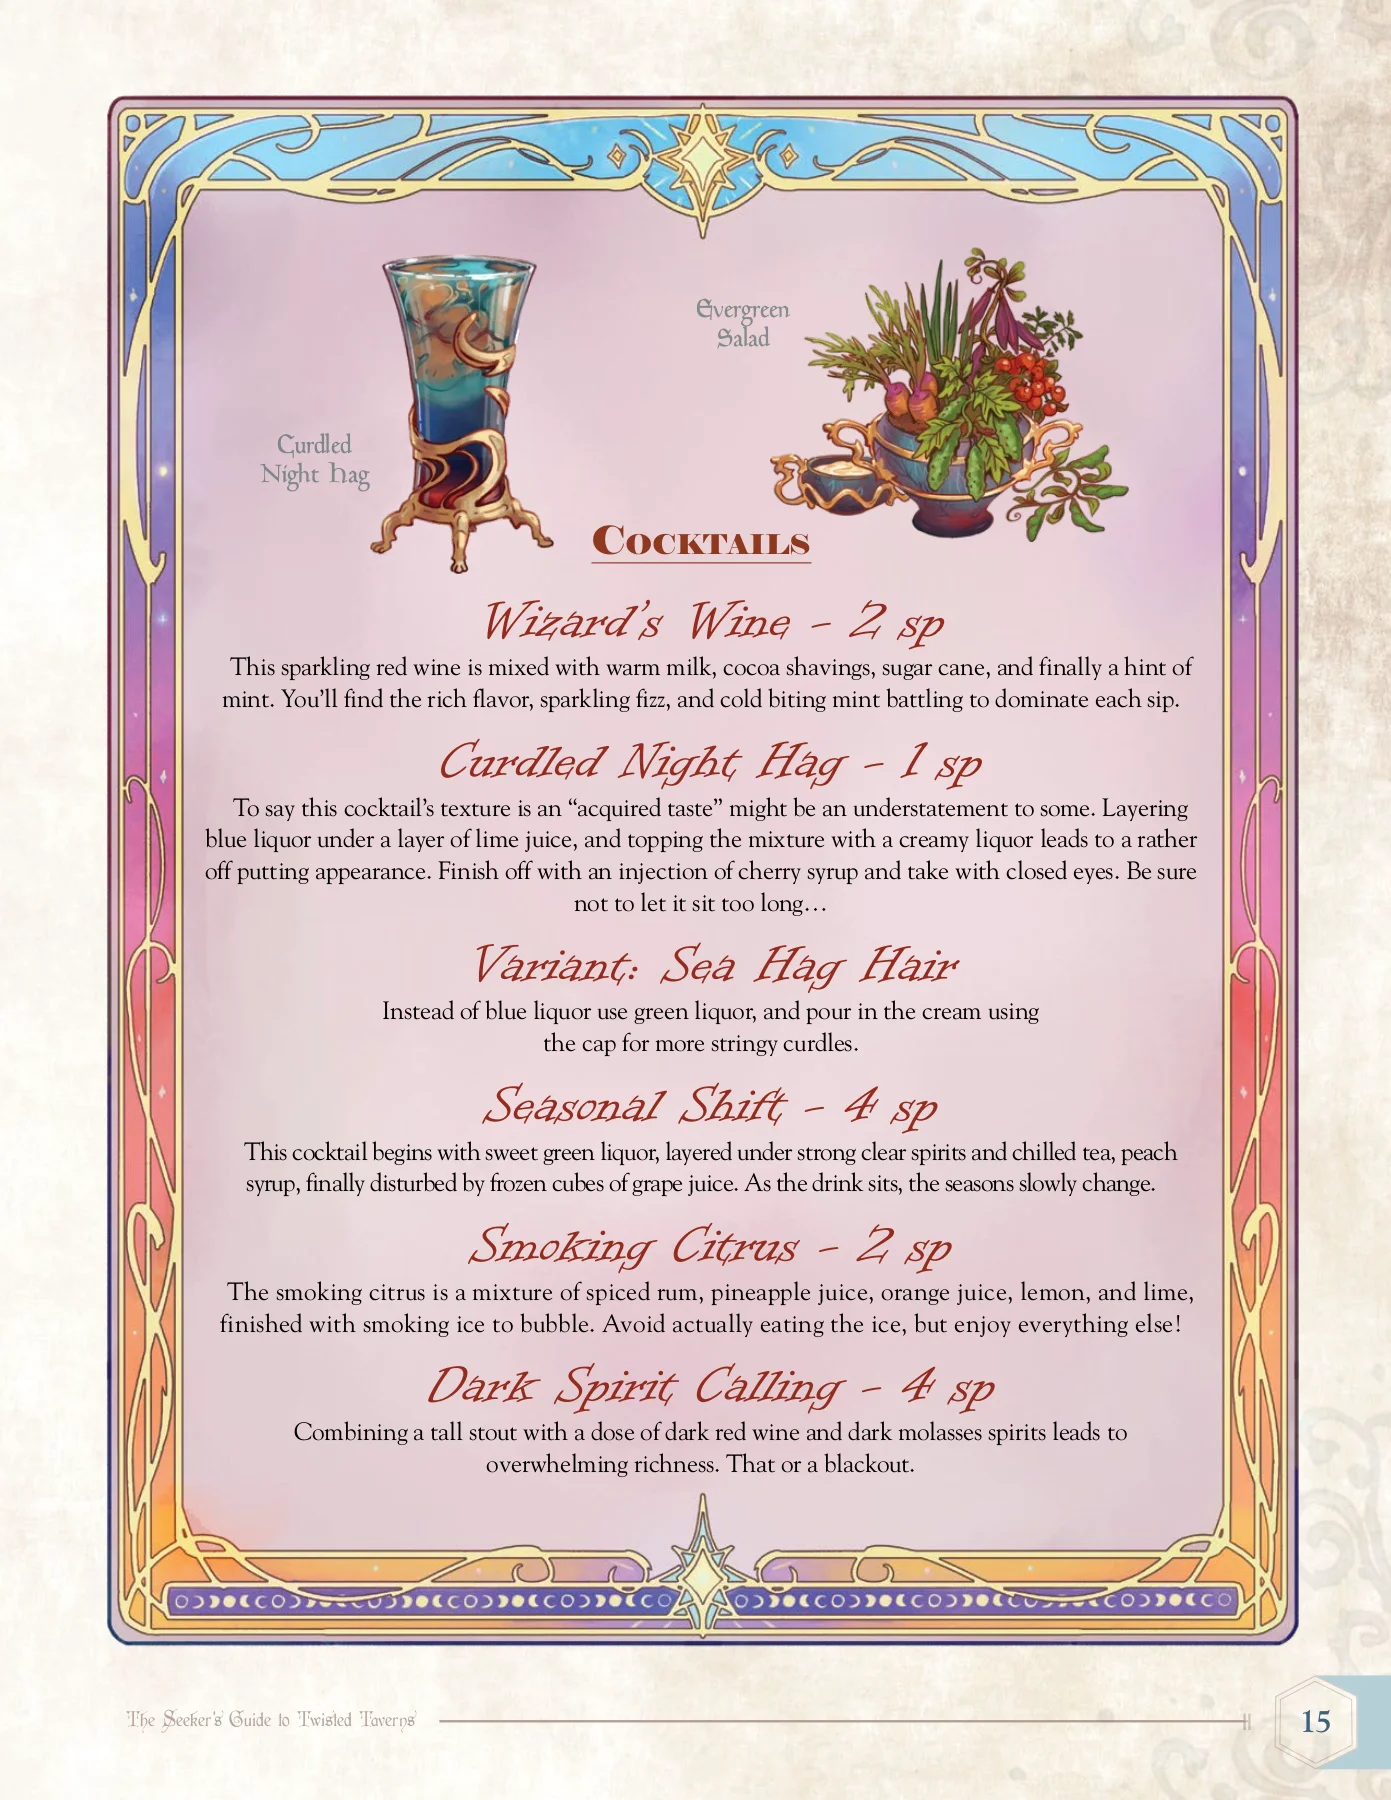 Evergreen
Salad
Curdled
Night Hag
Cocktails
Wizard's Wine – 2 sp
This sparkling red wine is mixed with warm milk, cocoa shavings, sugar cane, and finally a hint of
mint. You'll find the rich flavor, sparkling fizz, and cold biting mint battling to dominate each sip.
Curdled Night Hag – 1 sp
To say this cocktail's texture is an “acquired taste” might be an understatement to some. Layering
blue liquor under a layer of lime juice, and topping the mixture with a creamy liquor leads to a rather
off putting appearance. Finish off with an injection of cherry syrup and take with closed eyes. Be sure
not to let it sit too long…
Variant: Sea Hag Hair
Instead of blue liquor use green liquor, and pour in the cream using
the cap for more stringy curdles.
Seasonal Shift – 4 sp
This cocktail begins with sweet green liquor, layered under strong clear spirits and chilled tea, peach
syrup, finally disturbed by frozen cubes of grape juice. As the drink sits, the seasons slowly change.
Smoking Citrus – 2 sp
The smoking citrus is a mixture of spiced rum, pineapple juice, orange juice, lemon, and lime,
finished with smoking ice to bubble. Avoid actually eating the ice, but enjoy everything else!
Dark Spirit Calling – 4 sp
Combining a tall stout with a dose of dark red wine and dark molasses spirits leads to
overwhelming richness. That or a blackout.
The Seeker's Guide to Twisted Taverns
15